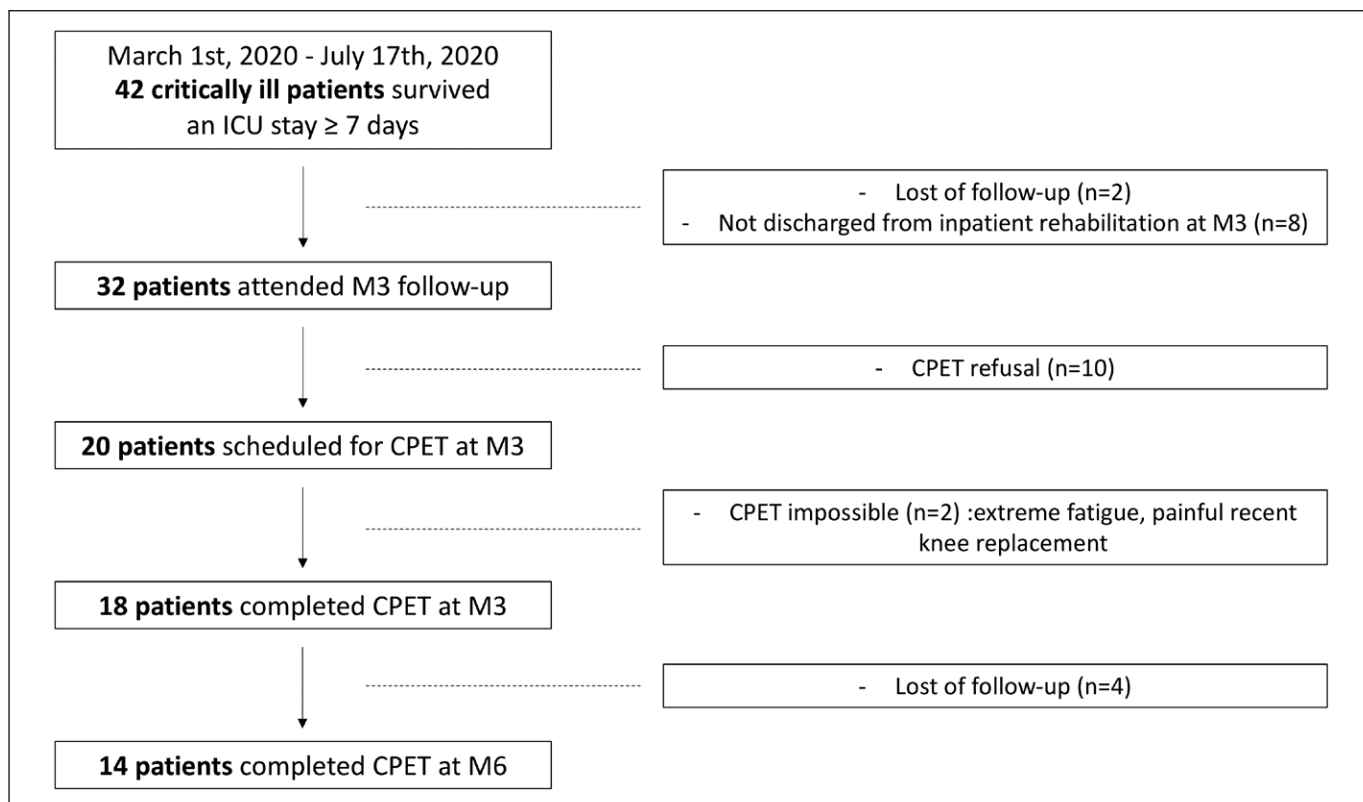 March 1st, 2020 - July 17th, 2020
42 critically ill patients survived
an ICU stay ≥ 7 days
- Lost of follow-up (n=2)
- Not discharged from inpatient rehabilitation at M3 (n=8)
32 patients attended M3 follow-up
- CPET refusal (n=10)
20 patients scheduled for CPET at M3
- CPET impossible (n=2) :extreme fatigue, painful recent
knee replacement
18 patients completed CPET at M3
- Lost of follow-up (n=4)
14 patients completed CPET at M6